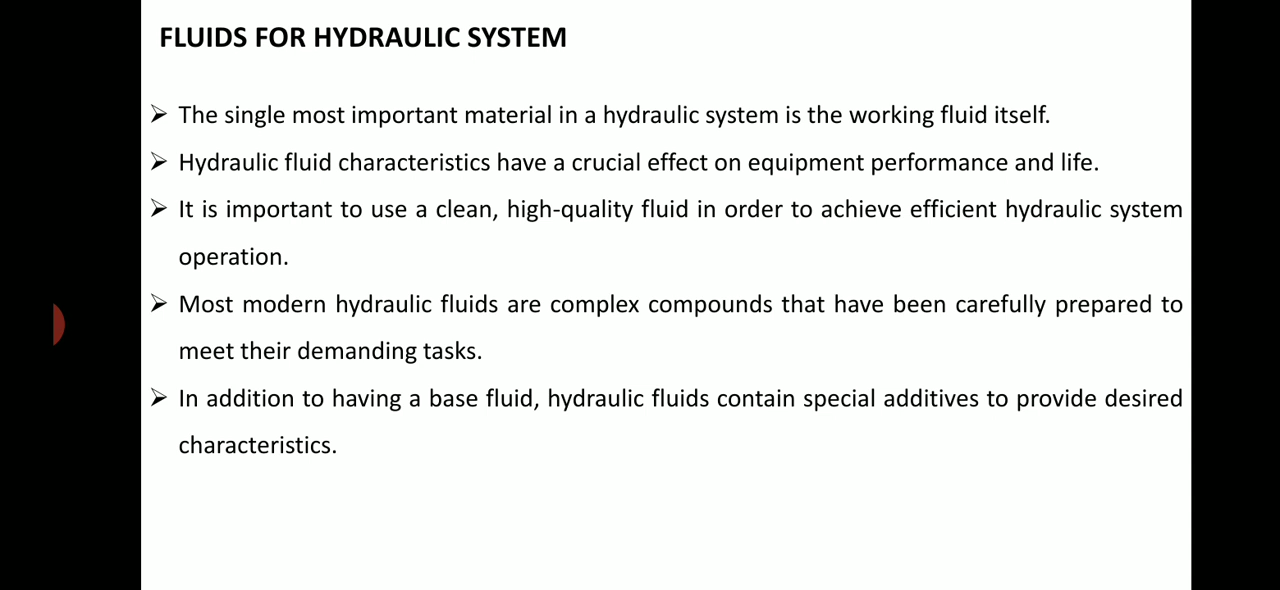 FLUIDS FOR HYDRAULIC SYSTEM
➢ The single most important material in a hydraulic system is the working fluid itself.
➢ Hydraulic fluid characteristics have a crucial effect on equipment performance and life.
➢ It is important to use a clean, high-quality fluid in order to achieve efficient hydraulic system
operation.
➢ Most modern hydraulic fluids are complex compounds that have been carefully prepared to
meet their demanding tasks.
➢ In addition to having a base fluid, hydraulic fluids contain special additives to provide desired
characteristics.